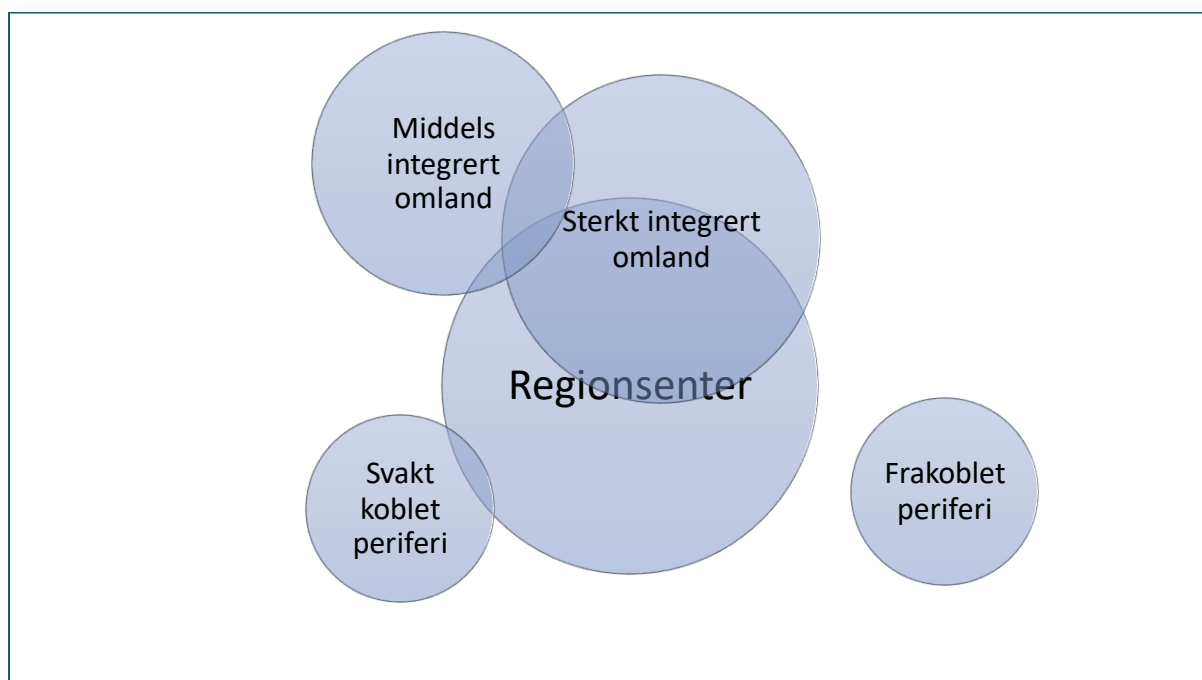 Middels
integrert
omland
Sterkt integrert
omland
Regionsenter
Svakt
koblet
periferi
Frakoblet
periferi